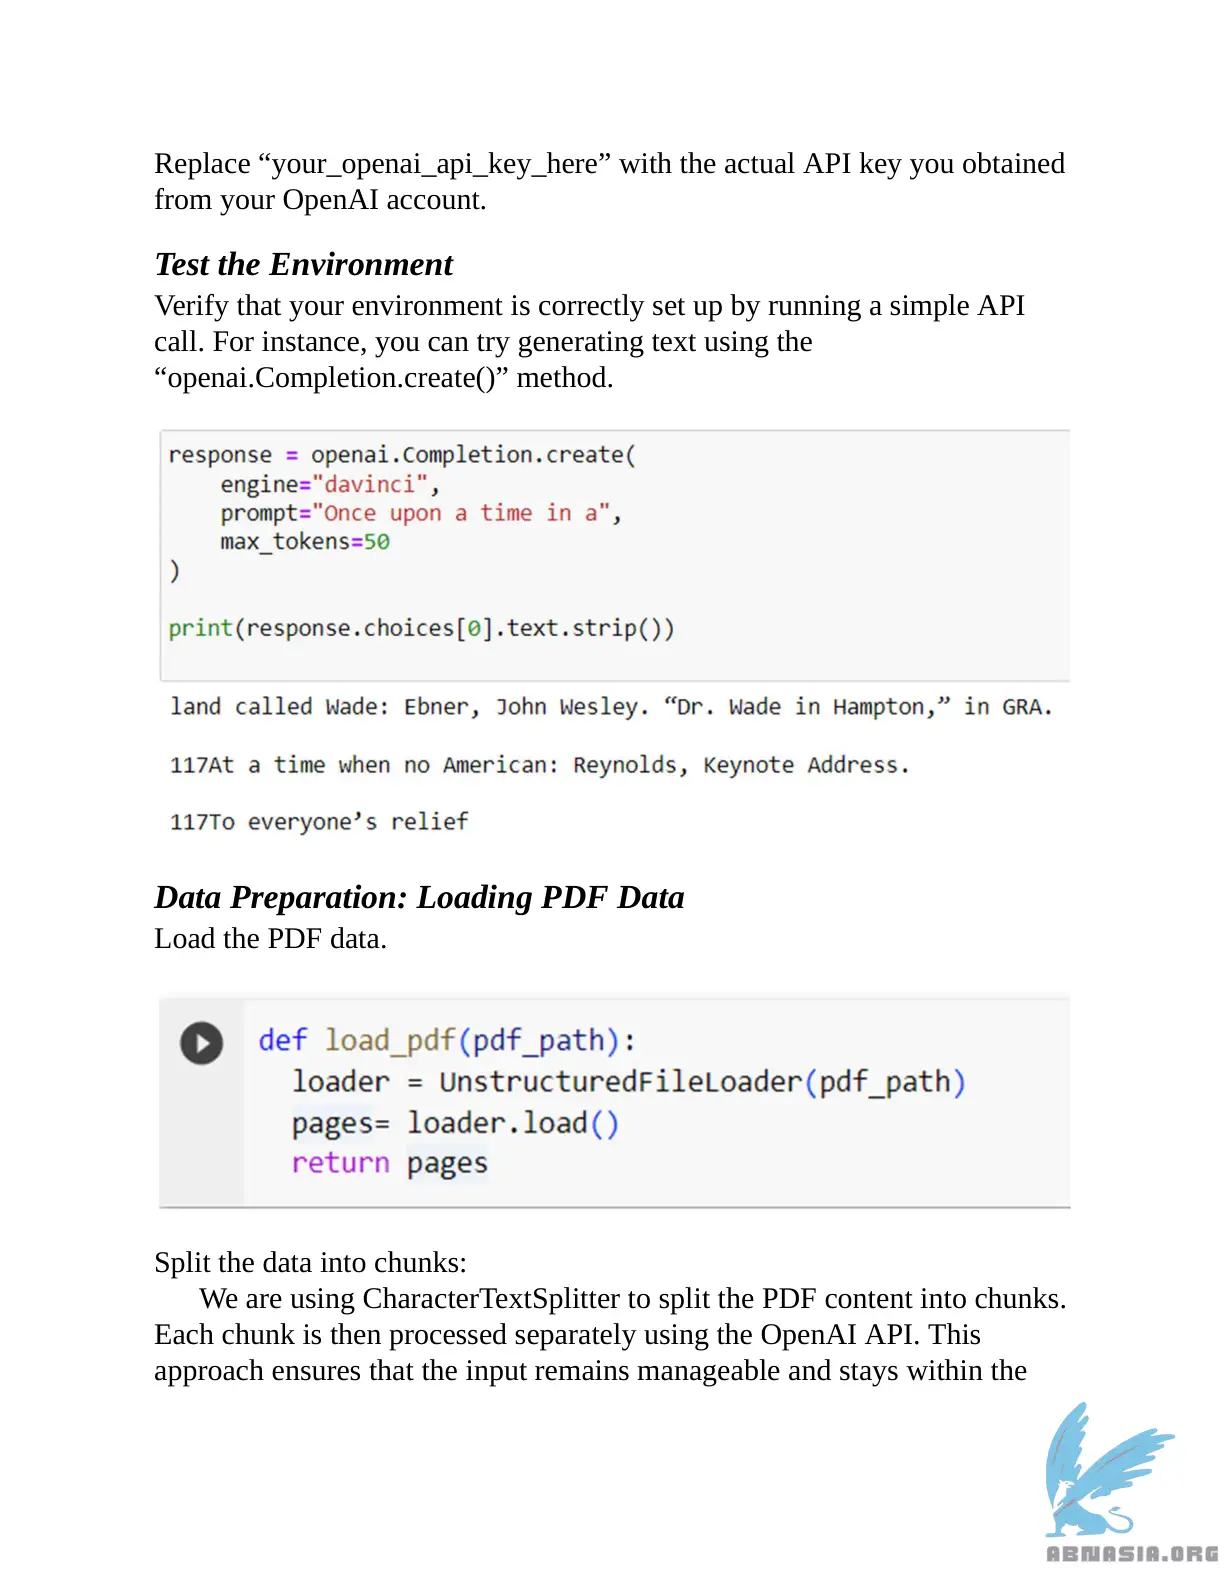 Replace “your_openai_api_key_here” with the actual API key you obtained
from your OpenAI account.
Test the Environment
Verify that your environment is correctly set up by running a simple API
call. For instance, you can try generating text using the
“openai.Completion.create()” method.
response = openai.Completion.create(
    engine="davinci",
    prompt="Once upon a time in a",
    max_tokens=50
)
print(response.choices[0].text.strip())
land called Wade: Ebner, John Wesley. “Dr. Wade in Hampton,” in GRA.
117At a time when no American: Reynolds, Keynote Address.
117To everyone’s relief
Data Preparation: Loading PDF Data
Load the PDF data.
def load_pdf(pdf_path):
  loader = UnstructuredFileLoader(pdf_path)
  pages= loader.load()
  return pages
Split the data into chunks:
We are using CharacterTextSplitter to split the PDF content into chunks.
Each chunk is then processed separately using the OpenAI API. This
approach ensures that the input remains manageable and stays within the
ABNASIA.ORG